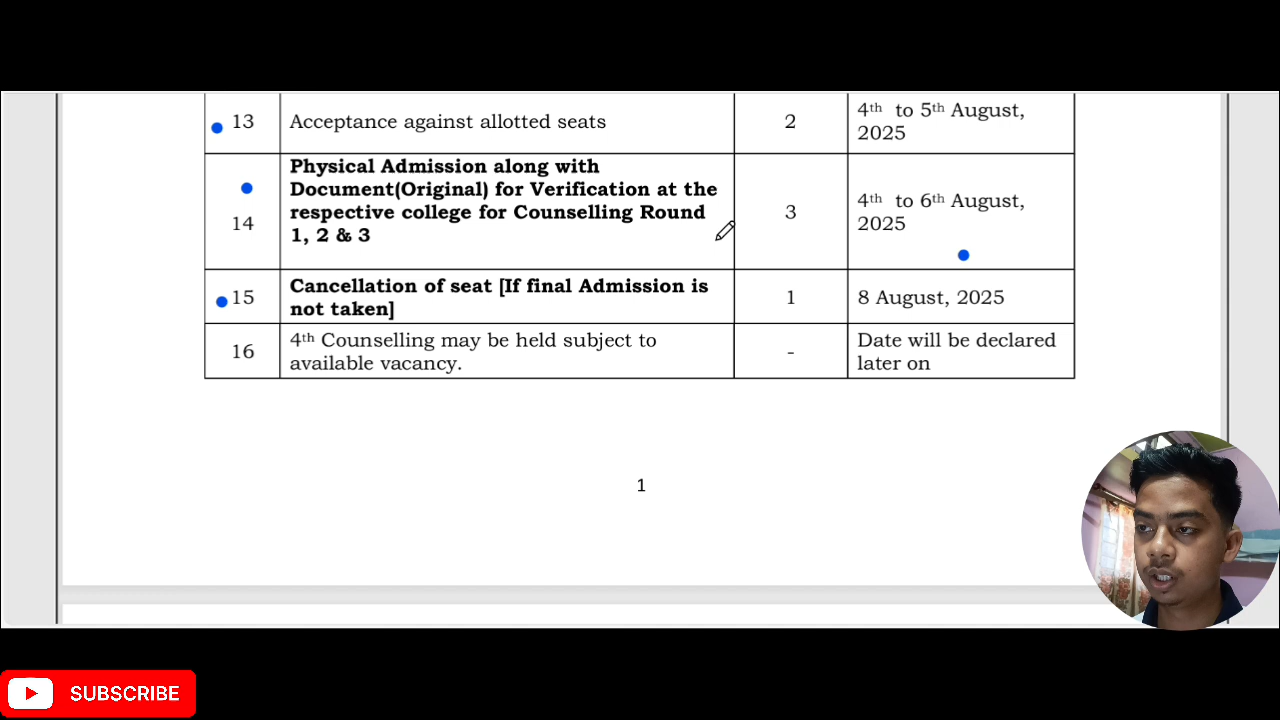 13 Acceptance against allotted seats 2 4th to 5th August,
2025
14 Physical Admission along with
Document(Original) for Verification at the
respective college for Counselling Round
1, 2 & 3
3 4th to 6th August,
2025
15 Cancellation of seat [If final Admission is
not taken]
1 8 August, 2025
16 4th Counselling may be held subject to
available vacancy.
- Date will be declared
later on
1
SUBSCRIBE